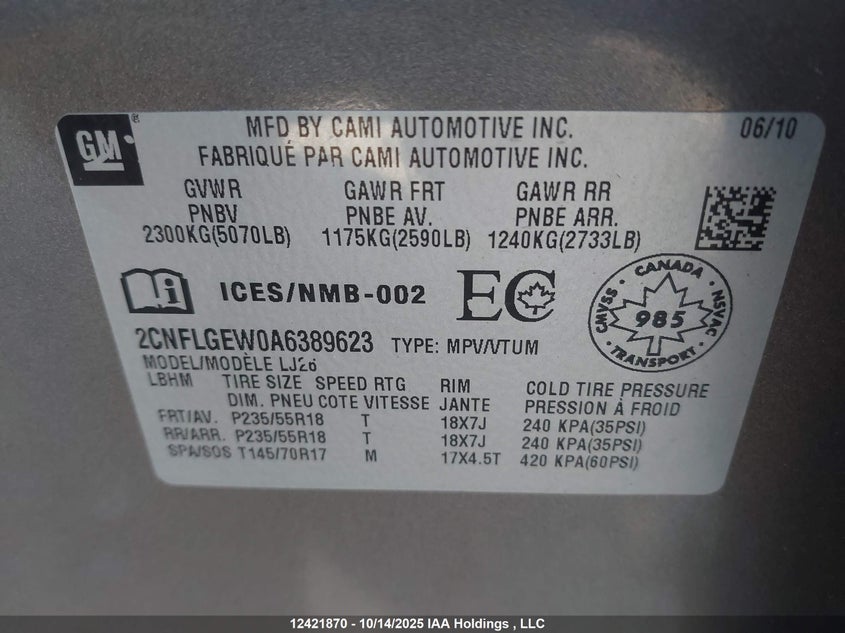 GM
MFD BY CAMI AUTOMOTIVE INC. 06/10
FABRIQUÉ PAR CAMI AUTOMOTIVE INC.
GVWR GAWR FRT GAWR RR
PNBV PNBE AV. PNBE ARR.
2300KG(5070LB) 1175KG(2590LB) 1240KG(2733LB)
ICES/NMB-002 EC
CANADA
CMVSS 985 NSVAC
TRANSPORT
2CNFLGEW0A6389623 TYPE: MPV/VTUM
MODEL/MODÈLE LJ26
LBHM TIRE SIZE SPEED RTG RIM COLD TIRE PRESSURE
DIM. PNEU COTE VITESSE JANTE PRESSION À FROID
FRT/AV. P235/55R18 T 18X7J 240 KPA(35PSI)
RR/ARR. P235/55R18 T 18X7J 240 KPA(35PSI)
SPA/SOS T145/70R17 M 17X4.5T 420 KPA(60PSI)
12421870 - 10/14/2025 IAA Holdings , LLC